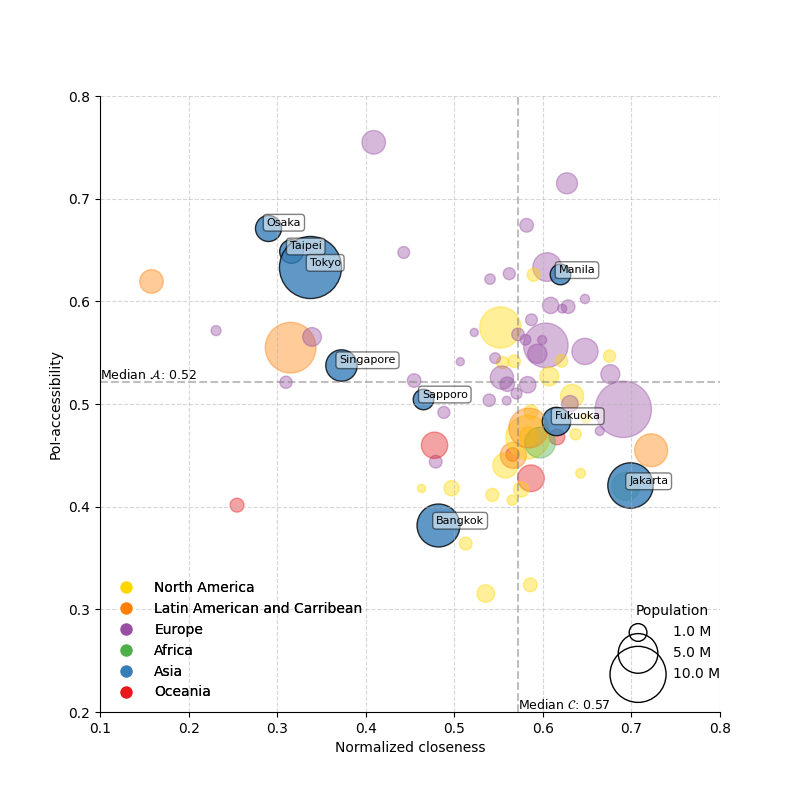 0.8
0.7
0.6
0.5
0.4
0.3
0.2
PoI-accessibility
Osaka
Taipei
Tokyo
Manila
Singapore
Median 𝒜: 0.52
Sapporo
Fukuoka
Jakarta
Bangkok
North America
Latin American and Carribean
Europe
Africa
Asia
Oceania
Population
1.0 M
5.0 M
10.0 M
Median 𝒞: 0.57
0.1 0.2 0.3 0.4 0.5 0.6 0.7 0.8
Normalized closeness